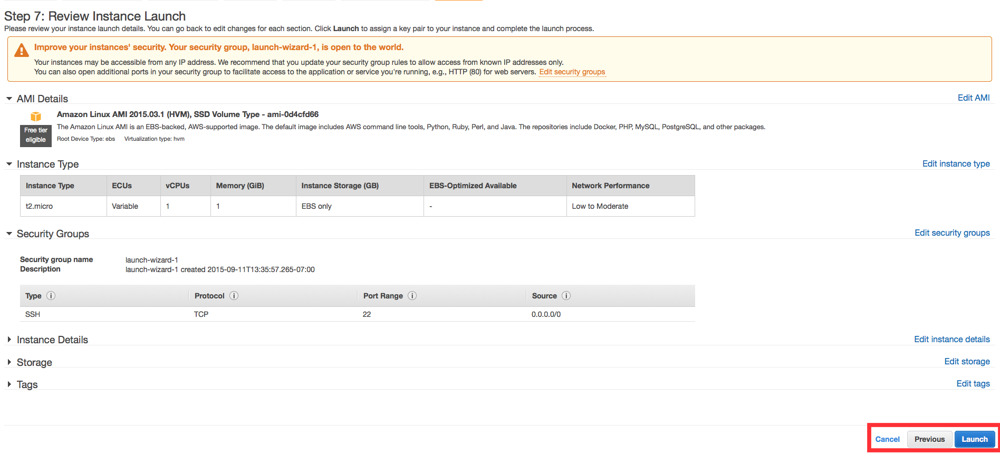 Step 7: Review Instance Launch
Please review your instance launch details. You can go back to edit changes for each section. Click Launch to assign a key pair to your instance and complete the launch process.
Improve your instances' security. Your security group, launch-wizard-1, is open to the world.
Your instances may be accessible from any IP address. We recommend that you update your security group rules to allow access from known IP addresses only.
You can also open additional ports in your security group to facilitate access to the application or service you're running, e.g., HTTP (80) for web servers. Edit security groups
AMI Details Edit AMI
Amazon Linux AMI 2015.03.1 (HVM), SSD Volume Type - ami-0d4cfd66
Free tier
eligible
The Amazon Linux AMI is an EBS-backed, AWS-supported image. The default image includes AWS command line tools, Python, Ruby, Perl, and Java. The repositories include Docker, PHP, MySQL, PostgreSQL, and other packages.
Root Device Type: ebs Virtualization type: hvm
Instance Type Edit instance type
Instance Type ECUs vCPUs Memory (GiB) Instance Storage (GB) EBS-Optimized Available Network Performance
t2.micro Variable 1 1 EBS only - Low to Moderate
Security Groups Edit security groups
Security group name launch-wizard-1
Description launch-wizard-1 created 2015-09-11T13:35:57.265-07:00
Type i Protocol i Port Range i Source i
SSH TCP 22 0.0.0.0/0
Instance Details Edit instance details
Storage Edit storage
Tags Edit tags
Cancel Previous Launch